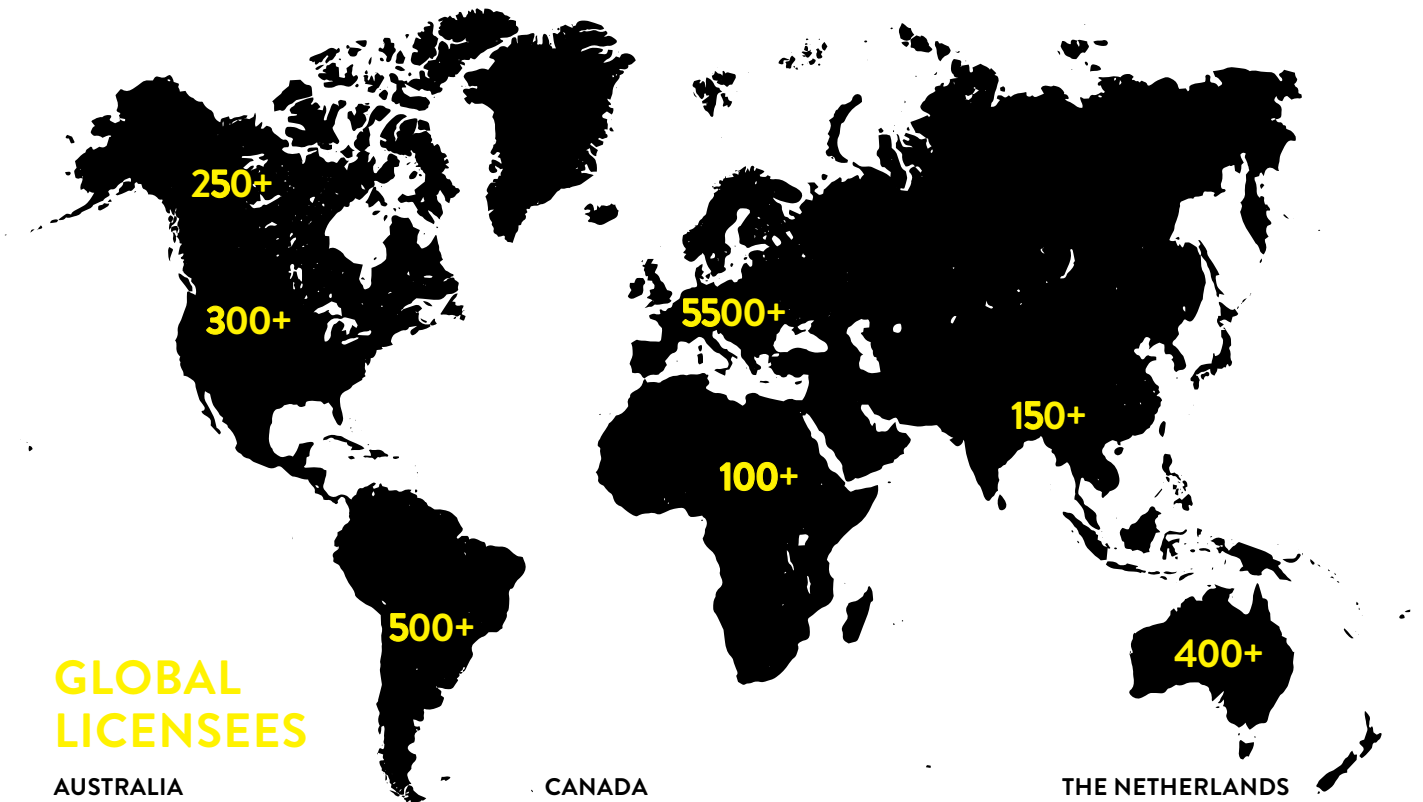 250+
300+
5500+
150+
100+
500+
400+
GLOBAL
LICENSEES
AUSTRALIA
CANADA
THE NETHERLANDS